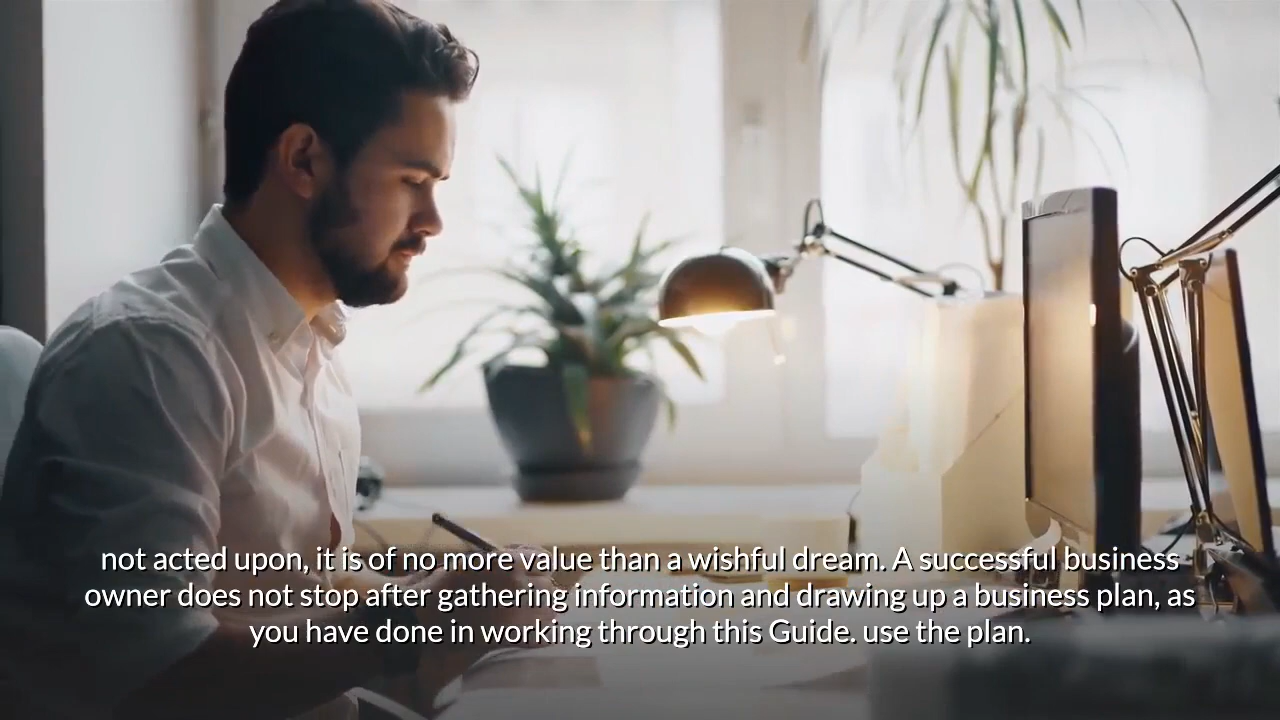 not acted upon, it is of no more value than a wishful dream. A successful business
owner does not stop after gathering information and drawing up a business plan, as
you have done in working through this Guide. use the plan.